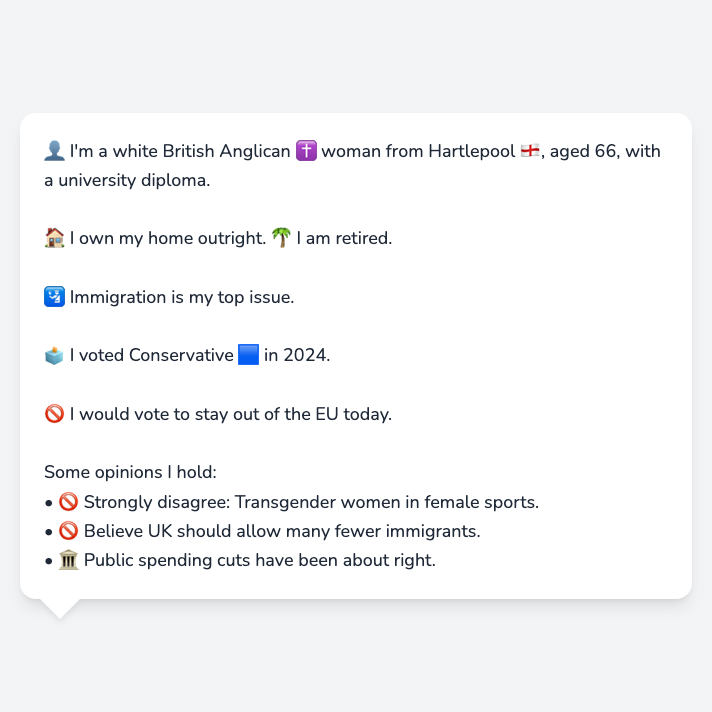 👤 I'm a white British Anglican ✝️ woman from Hartlepool 🏴󠁧󠁢󠁥󠁮󠁧󠁿, aged 66, with
a university diploma.
🏠 I own my home outright. 🌴 I am retired.
🛂 Immigration is my top issue.
🗳️ I voted Conservative 🟦 in 2024.
🚫 I would vote to stay out of the EU today.
Some opinions I hold:
• 🚫 Strongly disagree: Transgender women in female sports.
• 🚫 Believe UK should allow many fewer immigrants.
• 🏛️ Public spending cuts have been about right.